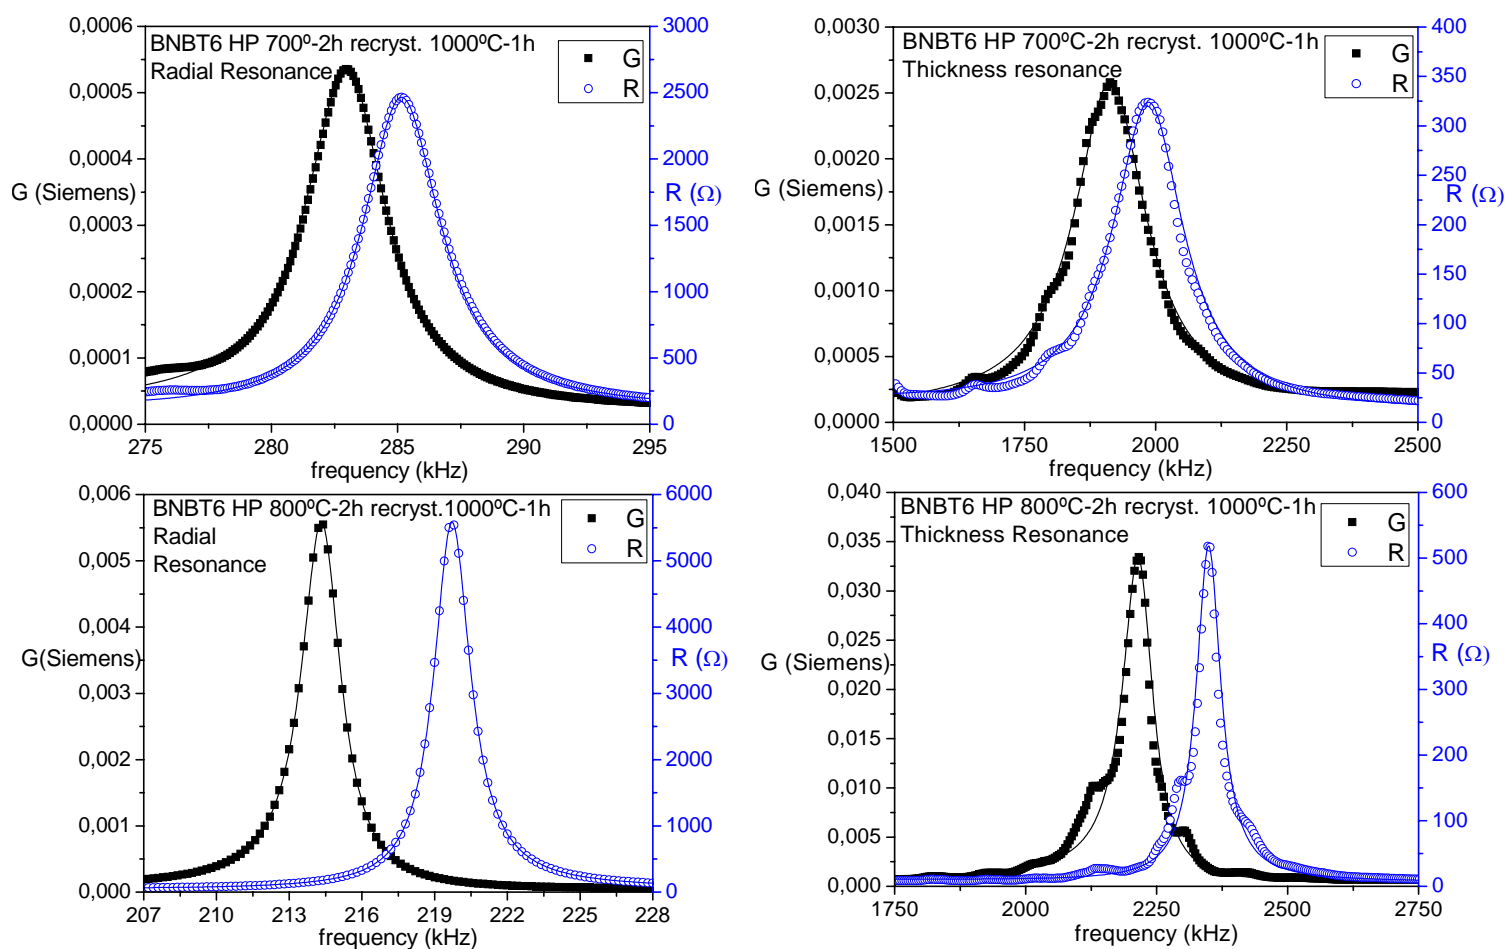 BNBT6 HP 700º-2h recryst. 1000ºC-1h
Radial Resonance
G
R
0,0006
0,0005
0,0004
0,0003
0,0002
0,0001
0,0000
G (Siemens)
3000
2500
2000
1500
1000
500
0
R (Ω)
275 280 285 290 295
frequency (kHz)
BNBT6 HP 700ºC-2h recryst. 1000ºC-1h
Thickness resonance
G
R
0,0030
0,0025
0,0020
0,0015
0,0010
0,0005
0,0000
G (Siemens)
400
350
300
250
200
150
100
50
0
R (Ω)
1500 1750 2000 2250 2500
frequency (kHz)
BNBT6 HP 800ºC-2h recryst.1000ºC-1h
Radial
Resonance
G
R
0,006
0,005
0,004
0,003
0,002
0,001
0,000
G(Siemens)
6000
5000
4000
3000
2000
1000
0
R (Ω)
207 210 214 216 219 222 225 228
frequency (kHz)
BNBT6 HP 800ºC-2h recryst. 1000ºC-1h
Thickness Resonance
G
R
0,040
0,035
0,030
0,025
0,020
0,015
0,010
0,005
0,000
G (Siemens)
600
500
400
300
200
100
0
R (Ω)
1750 2000 2250 2500 2750
frequency (kHz)